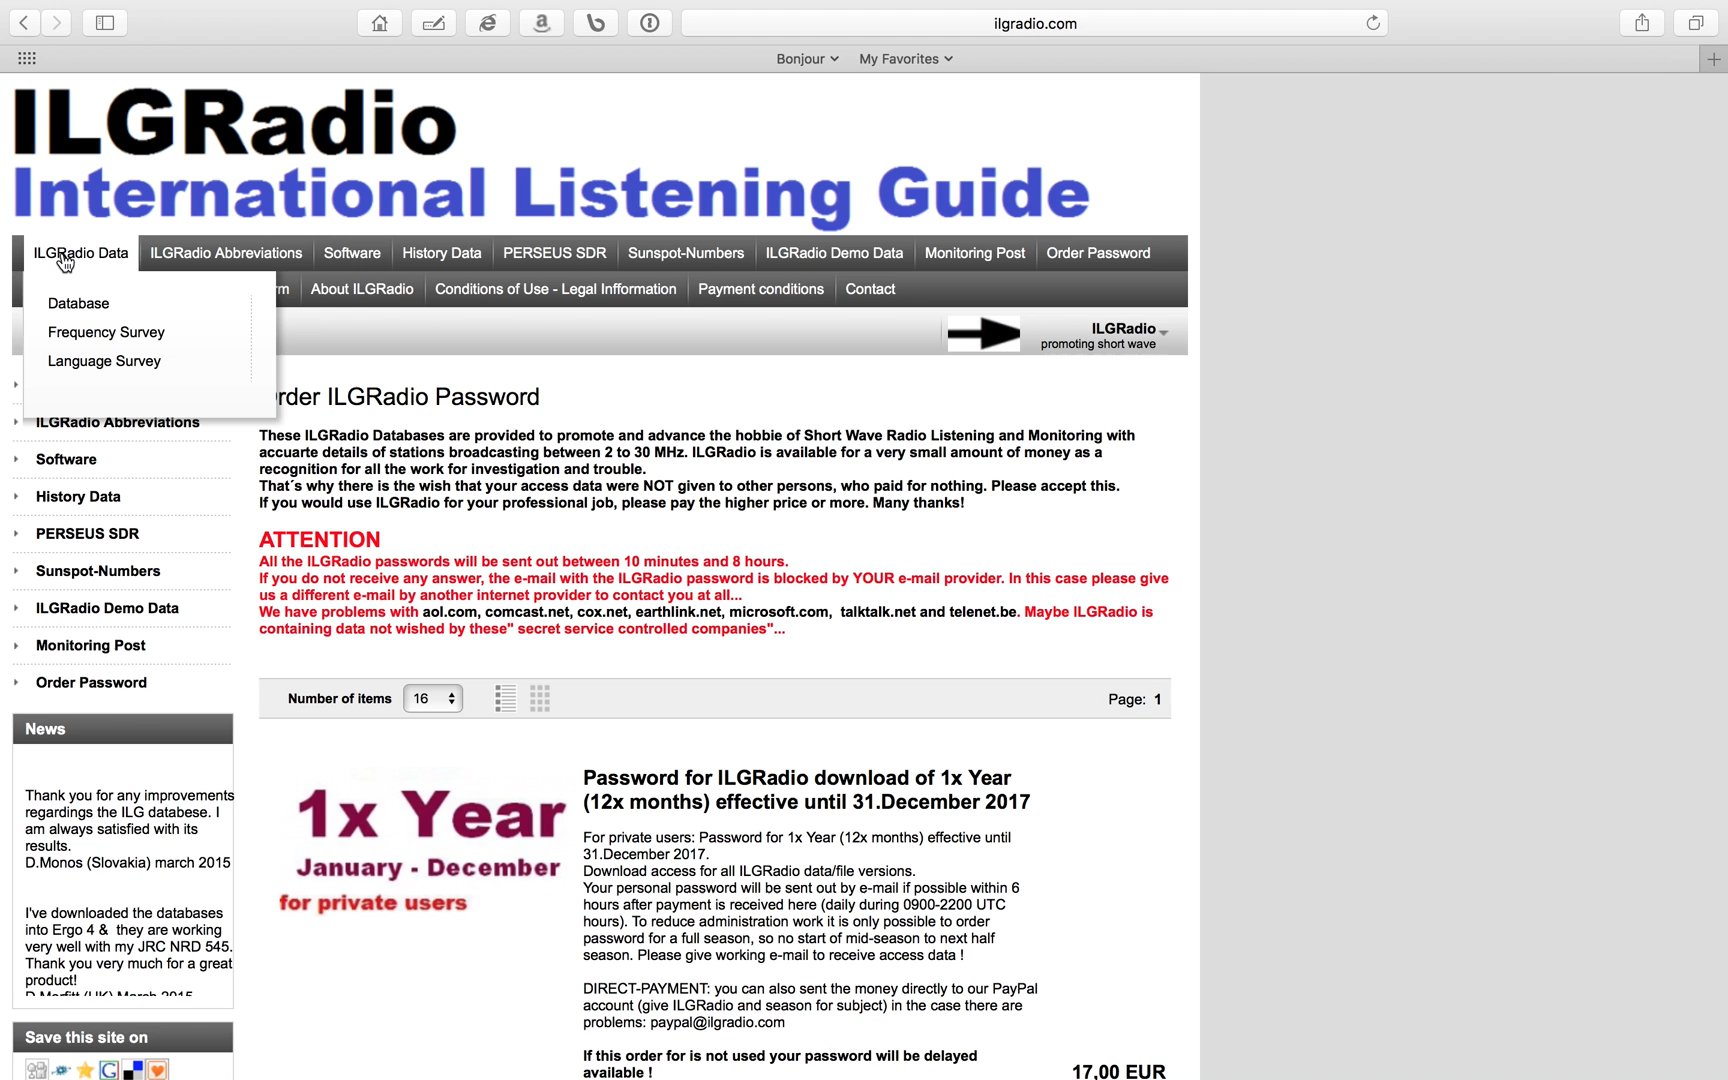 ilgradio.com
Bonjour
My Favorites
ILGRadio
International Listening Guide
ILGRadio Data
ILGRadio Abbreviations
Software
History Data
PERSEUS SDR
Sunspot-Numbers
ILGRadio Demo Data
Monitoring Post
Order Password
About ILGRadio
Conditions of Use - Legal Infformation
Payment conditions
Contact
Database
Frequency Survey
Language Survey
ILGRadio
promoting short wave
ILGRadio Abbreviations
Software
History Data
PERSEUS SDR
Sunspot-Numbers
ILGRadio Demo Data
Monitoring Post
Order Password
News
Thank you for any improvements
regardings the ILG databese. I
am always satisfied with its
results.
D.Monos (Slovakia) march 2015
I've downloaded the databases
into Ergo 4 & they are working
very well with my JRC NRD 545.
Thank you very much for a great
product!
Save this site on
rder ILGRadio Password
These ILGRadio Databases are provided to promote and advance the hobbie of Short Wave Radio Listening and Monitoring with
accuarte details of stations broadcasting between 2 to 30 MHz. ILGRadio is available for a very small amount of money as a
recognition for all the work for investigation and trouble.
That´s why there is the wish that your access data were NOT given to other persons, who paid for nothing. Please accept this.
If you would use ILGRadio for your professional job, please pay the higher price or more. Many thanks!
ATTENTION
All the ILGRadio passwords will be sent out between 10 minutes and 8 hours.
If you do not receive any answer, the e-mail with the ILGRadio password is blocked by YOUR e-mail provider. In this case please give
us a different e-mail by another internet provider to contact you at all...
We have problems with aol.com, comcast.net, cox.net, earthlink.net, microsoft.com, talktalk.net and telenet.be. Maybe ILGRadio is
containing data not wished by these" secret service controlled companies"...
Number of items 16
Page: 1
1x Year
January - December
for private users
Password for ILGRadio download of 1x Year
(12x months) effective until 31.December 2017
For private users: Password for 1x Year (12x months) effective until
31.December 2017.
Download access for all ILGRadio data/file versions.
Your personal password will be sent out by e-mail if possible within 6
hours after payment is received here (daily during 0900-2200 UTC
hours). To reduce administration work it is only possible to order
password for a full season, so no start of mid-season to next half
season. Please give working e-mail to receive access data !
DIRECT-PAYMENT: you can also sent the money directly to our PayPal
account (give ILGRadio and season for subject) in the case there are
problems: paypal@ilgradio.com
If this order for is not used your password will be delayed
available !
17,00 EUR